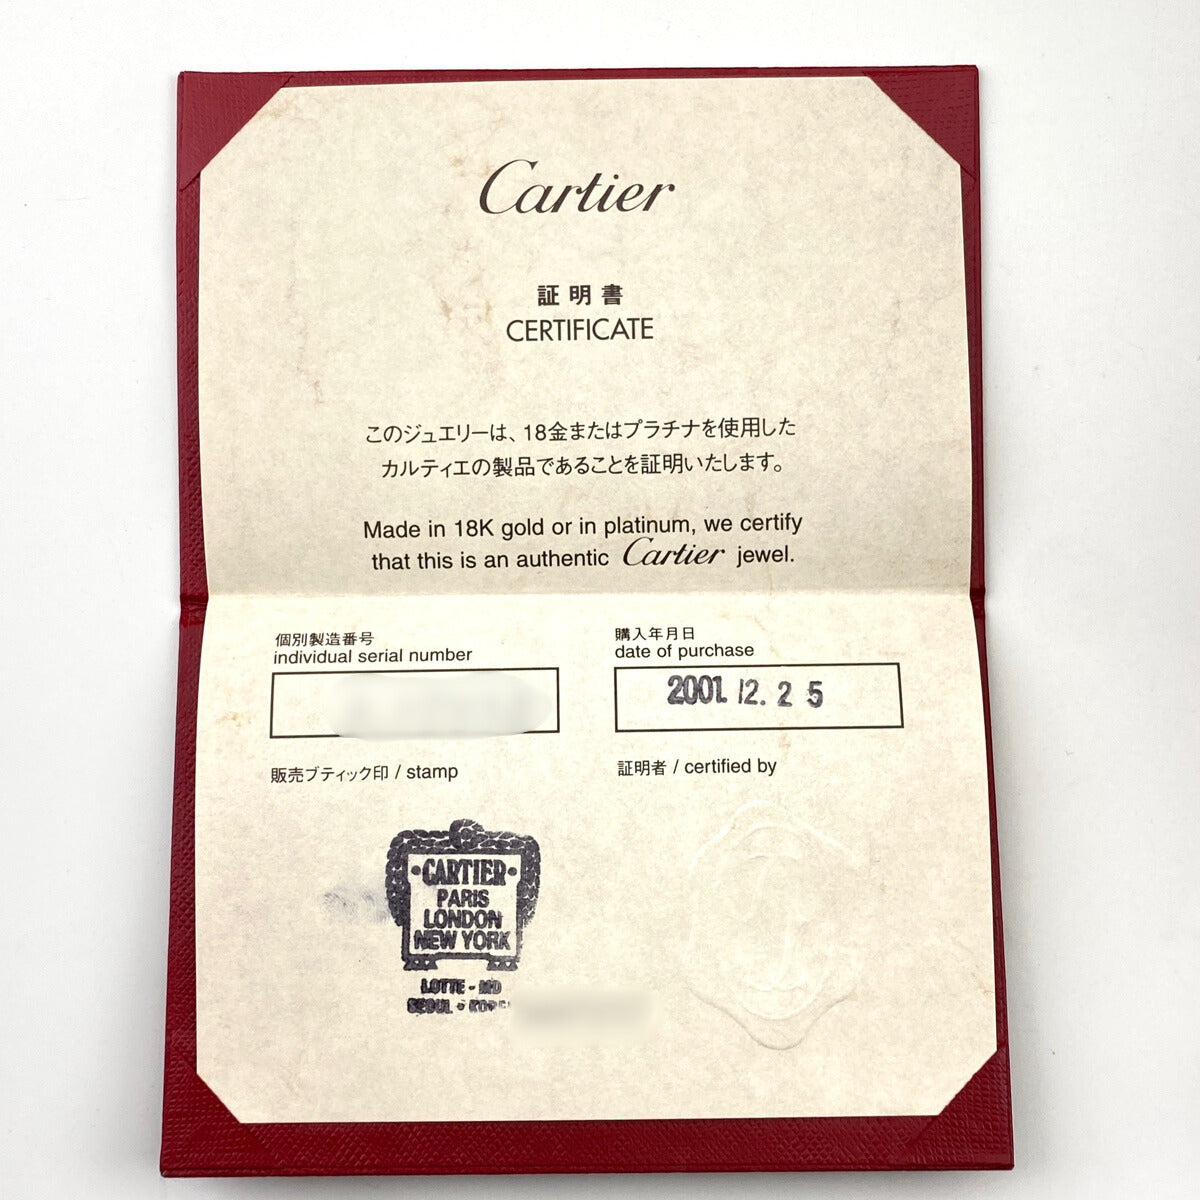 Cartier
証明書
CERTIFICATE
このジュエリーは、18金またはプラチナを使用した
カルティエの製品であることを証明いたします。
Made in 18K gold or in platinum, we certify
that this is an authentic Cartier jewel.
個別製造番号
individual serial number
購入年月日
date of purchase
2001.12.25
販売ブティック印 / stamp
証明者 / certified by
·CARTIER·
PARIS
LONDON
NEW YORK
LOTTE - MD
SEOUL -